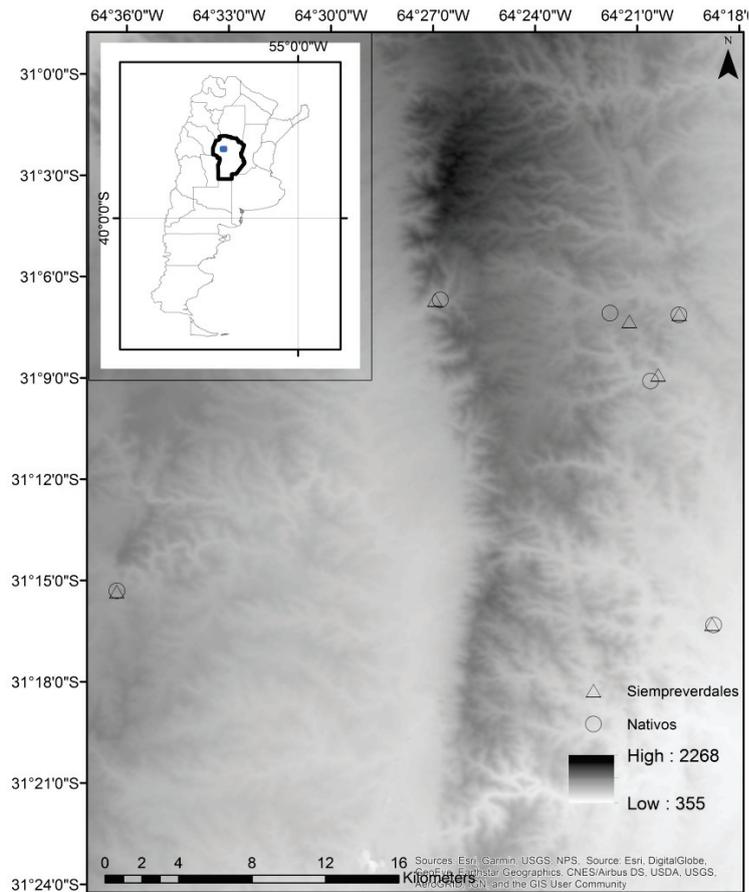 64°36'0"W 64°33'0"W 64°30'0"W 64°27'0"W 64°24'0"W 64°21'0"W 64°18'
55°0'0"W
N
31°0'0"S
31°3'0"S
40°0'0"S
31°6'0"S
31°9'0"S
31°12'0"S
31°15'0"S
31°18'0"S
31°21'0"S
31°24'0"S
Siempreverdales
Nativos
High : 2268
Low : 355
0 2 4 8 12 16
Kilometers
Sources: Esri, Garmin, USGS, NPS, Source: Esri, DigitalGlobe,
GeoEye, Earthstar Geographics, CNES/Airbus DS, USDA, USGS,
AeroGRID, IGN, and the GIS User Community